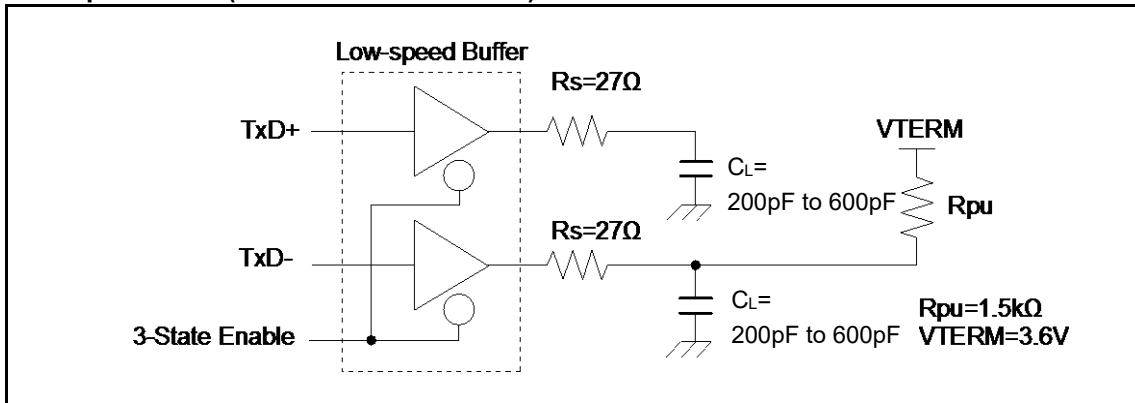 Low-speed Buffer
Rs=27Ω
TxD+
VTERM
CL=
200pF to 600pF
Rpu
Rs=27Ω
TxD-
CL=
200pF to 600pF
Rpu=1.5kΩ
VTERM=3.6V
3-State Enable